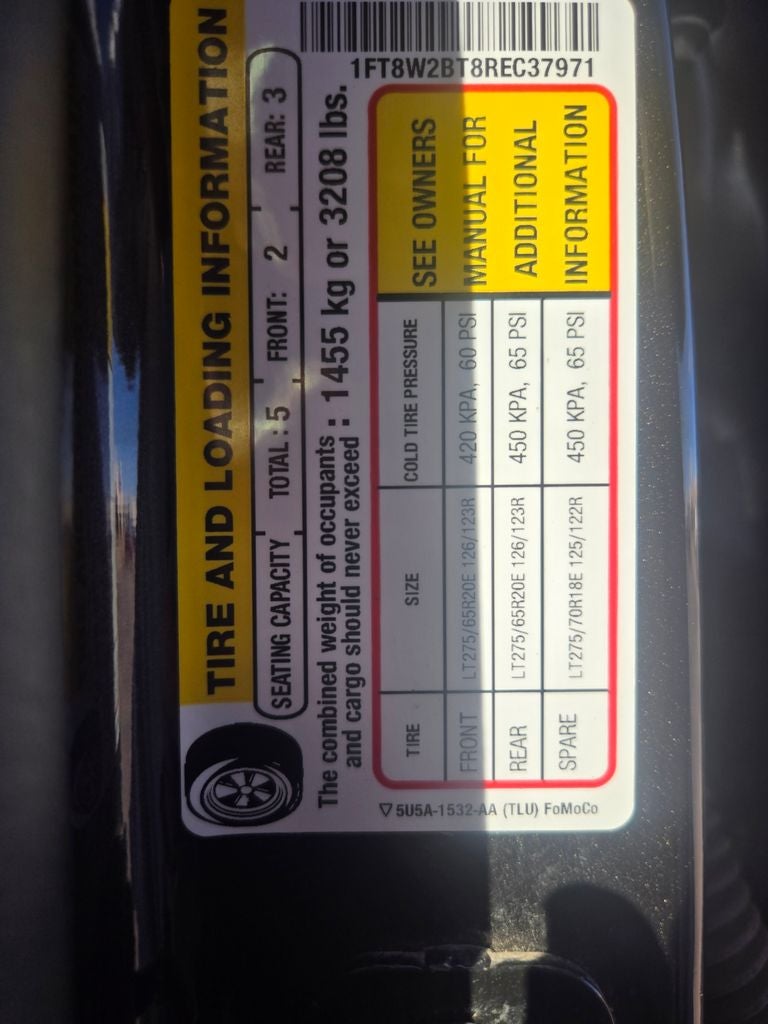 1FT8W2BT8REC37971
TIRE AND LOADING INFORMATION
SEATING CAPACITY TOTAL : 5 FRONT: 2 REAR: 3
The combined weight of occupants and cargo should never exceed : 1455 kg or 3208 lbs.
TIRE SIZE COLD TIRE PRESSURE
FRONT LT275/65R20E 126/123R 420 KPA, 60 PSI
REAR LT275/65R20E 126/123R 450 KPA, 65 PSI
SPARE LT275/70R18E 125/122R 450 KPA, 65 PSI
SEE OWNERS
MANUAL FOR
ADDITIONAL
INFORMATION
5U5A-1532-AA (TLU) FoMoCo